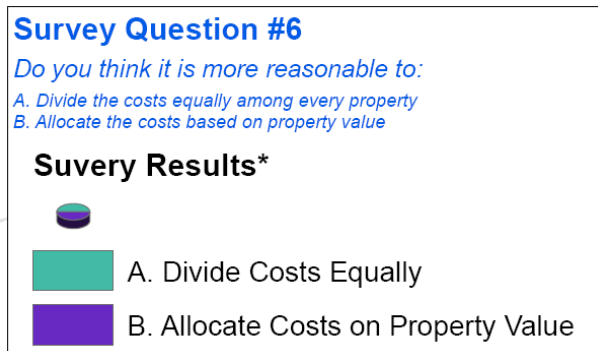 Survey Question #6
Do you think it is more reasonable to:
A. Divide the costs equally among every property
B. Allocate the costs based on property value
Suvery Results*
A. Divide Costs Equally
B. Allocate Costs on Property Value